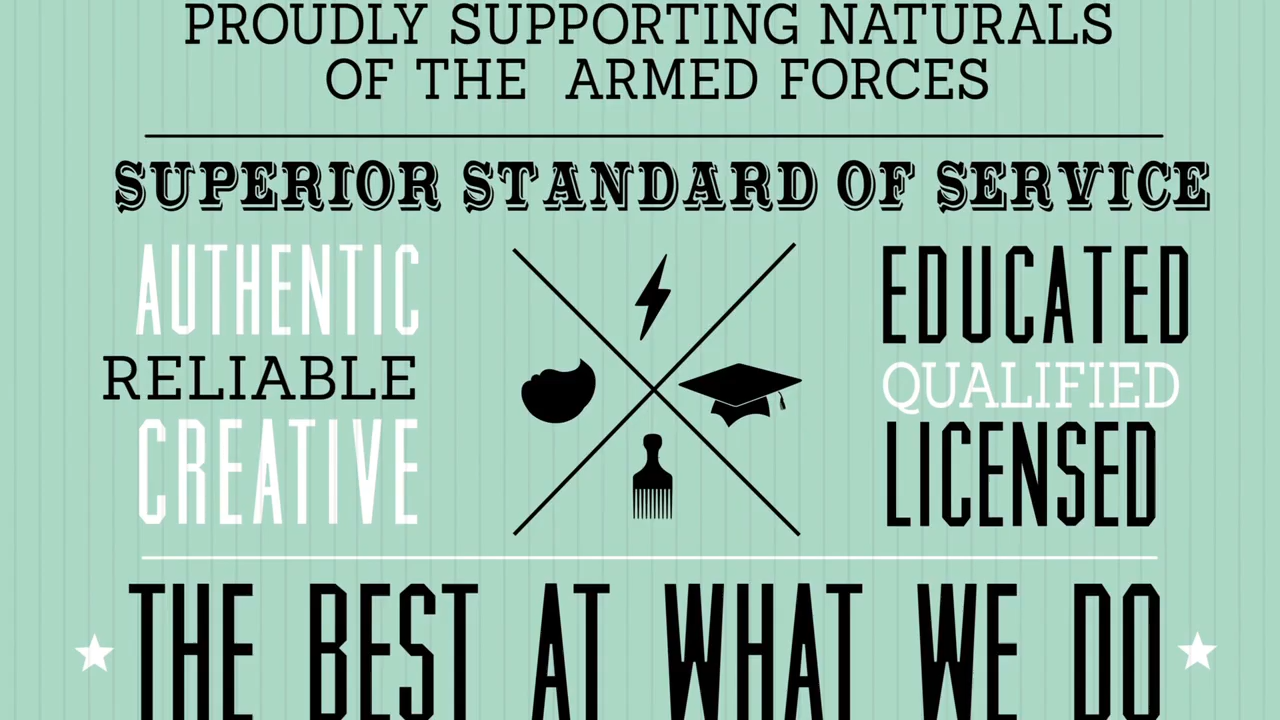 PROUDLY SUPPORTING NATURALS
OF THE ARMED FORCES
SUPERIOR STANDARD OF SERVICE
AUTHENTIC
RELIABLE
CREATIVE
EDUCATED
QUALIFIED
LICENSED
THE BEST AT WHAT WE DO